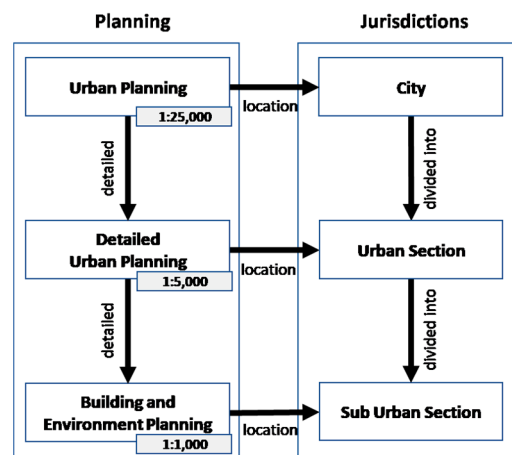 Planning
Jurisdictions
Urban Planning
1:25,000
location
City
detailed
divided into
Detailed
Urban Planning
1:5,000
location
Urban Section
detailed
divided into
Building and
Environment Planning
1:1,000
location
Sub Urban Section